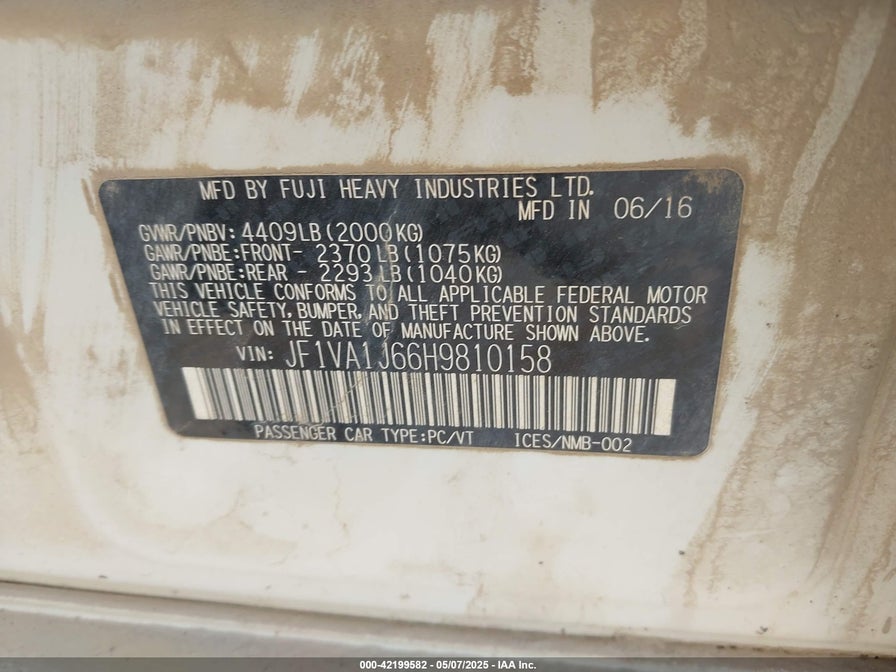 MFD BY FUJI HEAVY INDUSTRIES LTD.
MFD IN 06/16
GVWR/PNBV: 4409LB(2000KG)
GAWR/PNBE:FRONT- 2370LB(1075KG)
GAWR/PNBE:REAR - 2293LB(1040KG)
THIS VEHICLE CONFORMS TO ALL APPLICABLE FEDERAL MOTOR
VEHICLE SAFETY, BUMPER, AND THEFT PREVENTION STANDARDS
IN EFFECT ON THE DATE OF MANUFACTURE SHOWN ABOVE.
VIN: JF1VA1J66H9810158
PASSENGER CAR TYPE:PC/VT ICES/NMB-002
000-42199582 - 05/07/2025 - IAA Inc.